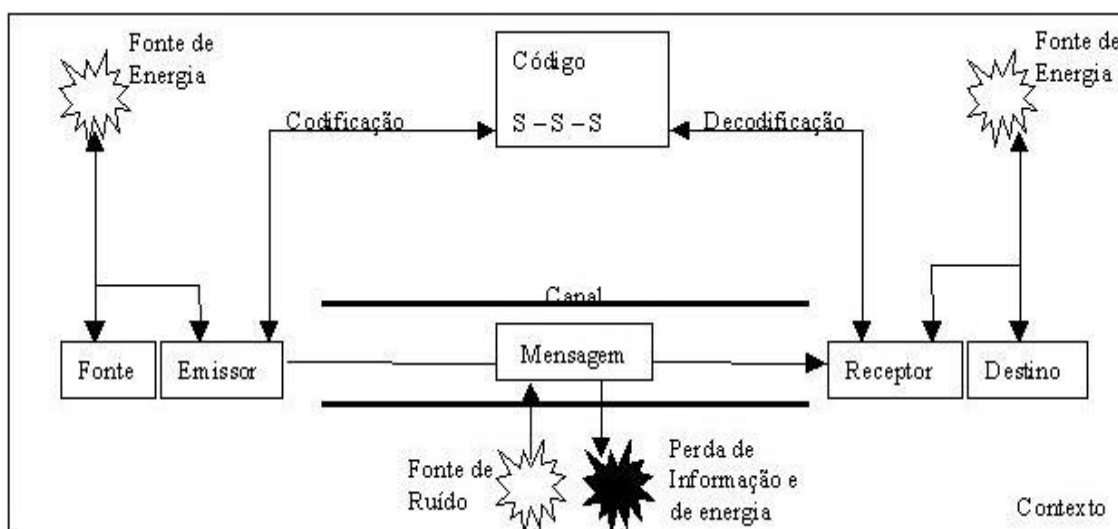 Fonte de
Energia
Código
S – S – S
Fonte de
Energia
Codificação
Decodificação
Canal
Fonte
Emissor
Mensagem
Receptor
Destino
Fonte de
Ruído
Perda de
Informação e
de energia
Contexto